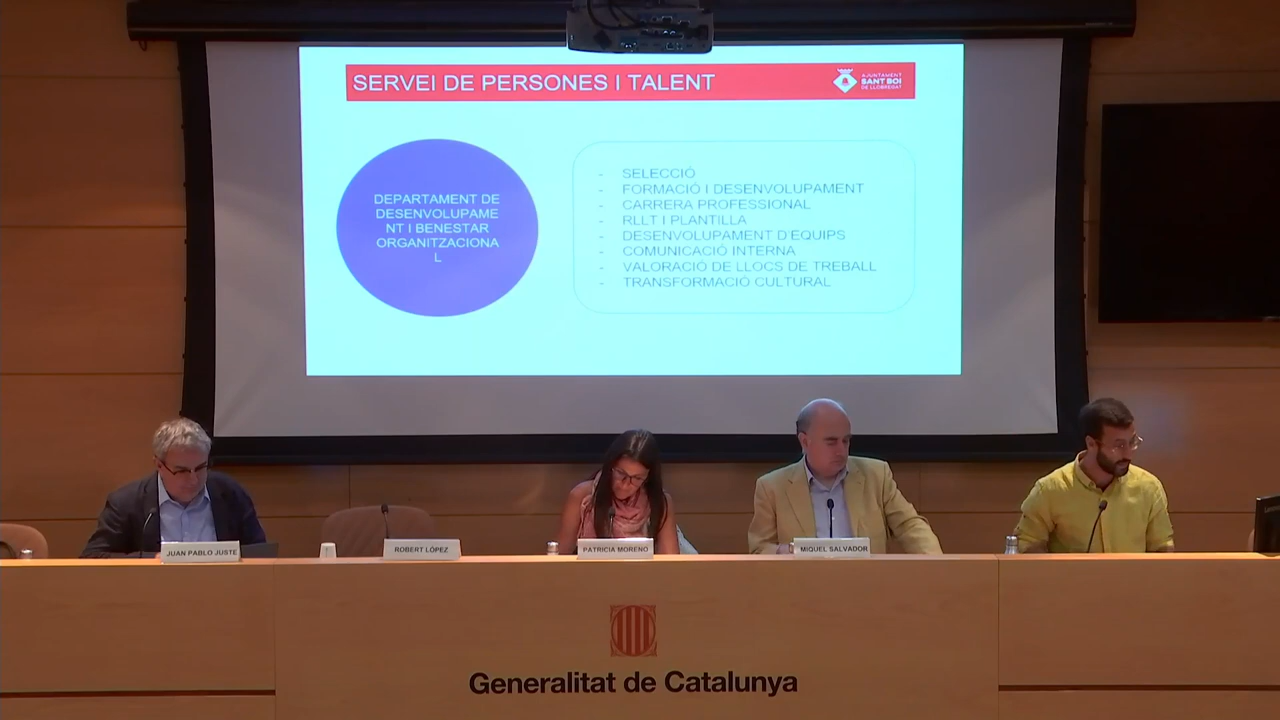 SERVEI DE PERSONES I TALENT
AJUNTAMENT
SANT BOI
DE LLOBREGAT
DEPARTAMENT DE
DESENVOLUPAME
NT I BENESTAR
ORGANITZACIONA
L
- SELECCIÓ
- FORMACIÓ I DESENVOLUPAMENT
- CARRERA PROFESSIONAL
- RLLT I PLANTILLA
- DESENVOLUPAMENT D'EQUIPS
- COMUNICACIÓ INTERNA
- VALORACIÓ DE LLOCS DE TREBALL
- TRANSFORMACIÓ CULTURAL
JUAN PABLO JUSTE
ROBERT LÓPEZ
PATRICIA MORENO
MIQUEL SALVADOR
Generalitat de Catalunya